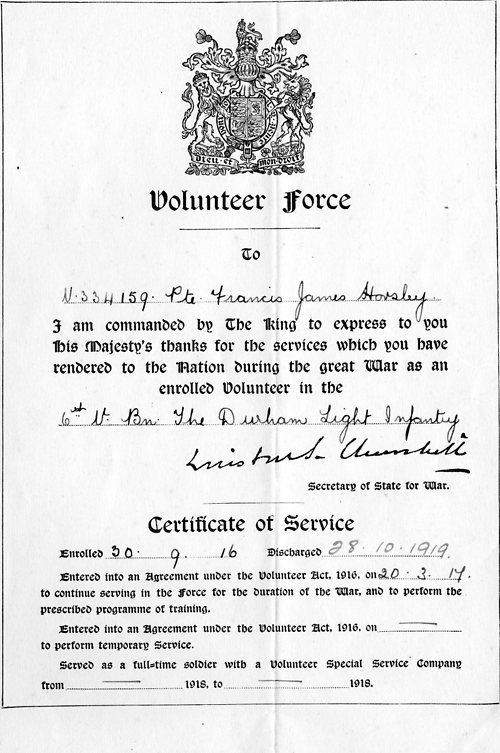 DIEU·ET MON·DROIT
Volunteer Force
To
V.334159. Pte. Francis James Horsley.
I am commanded by The King to express to you
His Majesty's thanks for the services which you have
rendered to the Nation during the great War as an
enrolled Volunteer in the
V. Bn. The Durham Light Infantry
Winston S. Churchill
Secretary of State for War.
Certificate of Service
Enrolled 30. 9. 16 Discharged 28.10.1919.
Entered into an Agreement under the Volunteer Act, 1916, on 20.3.17.
to continue serving in the Force for the duration of the War, and to perform the
prescribed programme of training.
Entered into an Agreement under the Volunteer Act, 1916, on
to perform temporary Service.
Served as a full-time soldier with a Volunteer Special Service Company
from 1918, to 1918.